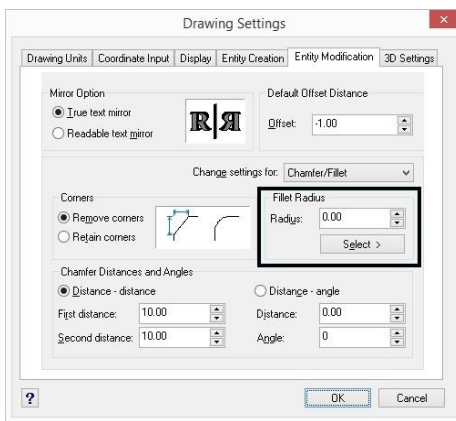 Drawing Settings
Drawing Units Coordinate Input Display Entity Creation Entity Modification 3D Settings
Mirror Option
True text mirror
Readable text mirror
R Я
Default Offset Distance
Offset: -1.00
Change settings for: Chamfer/Fillet
Corners
Remove corners
Retain corners
Fillet Radius
Radius: 0.00
Select >
Chamfer Distances and Angles
Distance - distance
First distance: 10.00
Second distance: 10.00
Distance - angle
Distance: 0.00
Angle: 0
? OK Cancel